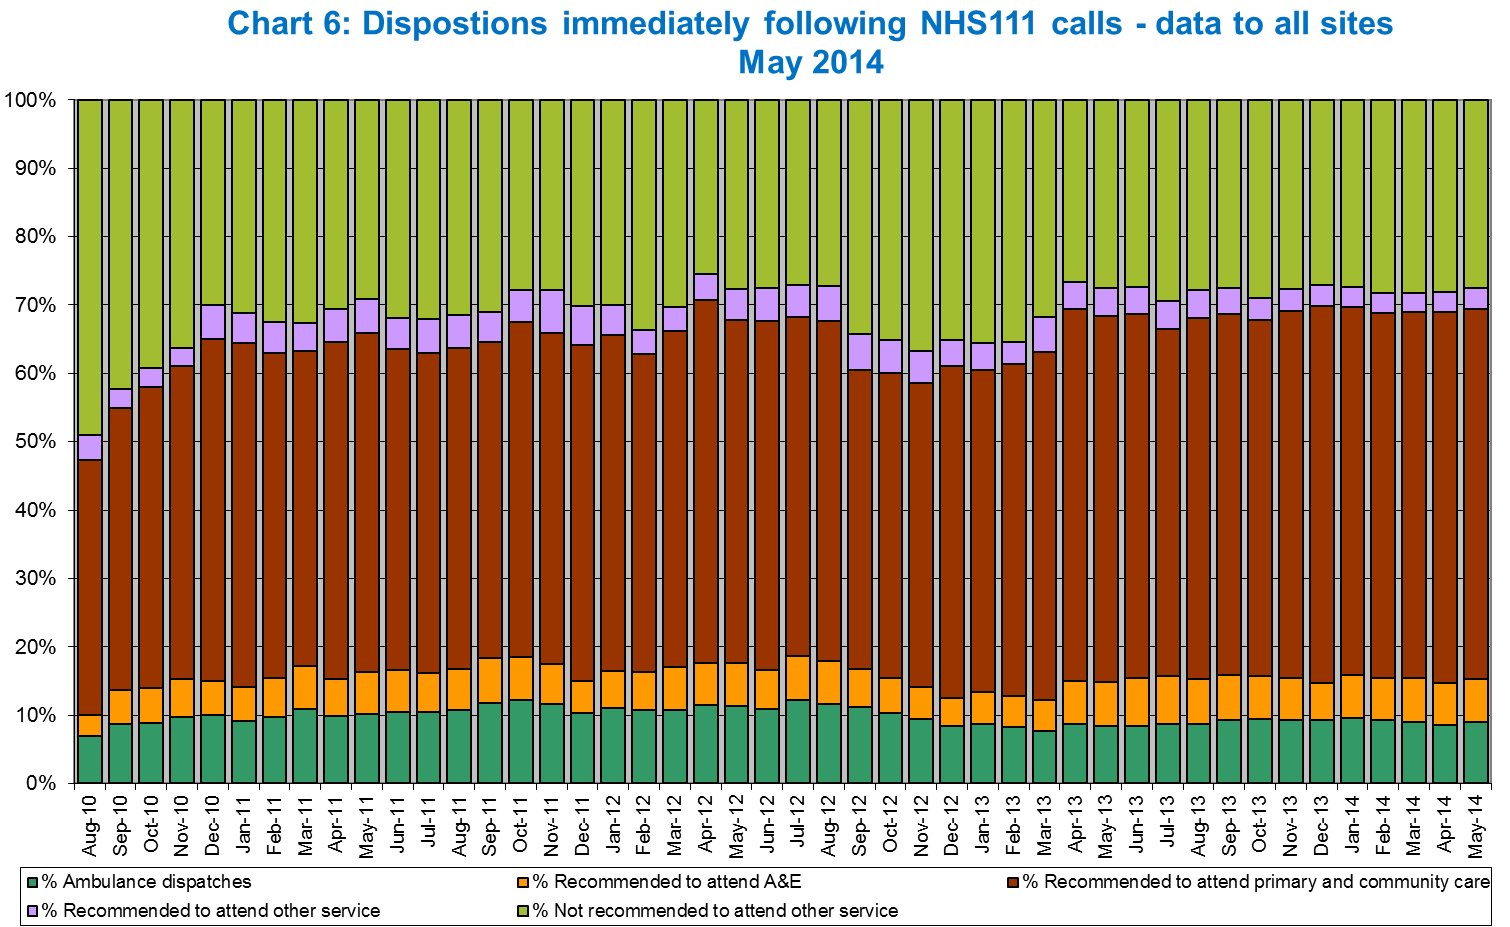 Chart 6: Dispostions immediately following NHS111 calls - data to all sites
May 2014
100%
90%
80%
70%
60%
50%
40%
30%
20%
10%
0%
Aug-10
Sep-10
Oct-10
Nov-10
Dec-10
Jan-11
Feb-11
Mar-11
Apr-11
May-11
Jun-11
Jul-11
Aug-11
Sep-11
Oct-11
Nov-11
Dec-11
Jan-12
Feb-12
Mar-12
Apr-12
May-12
Jun-12
Jul-12
Aug-12
Sep-12
Oct-12
Nov-12
Dec-12
Jan-13
Feb-13
Mar-13
Apr-13
May-13
Jun-13
Jul-13
Aug-13
Sep-13
Oct-13
Nov-13
Dec-13
Jan-14
Feb-14
Mar-14
Apr-14
May-14
% Ambulance dispatches
% Recommended to attend A&E
% Recommended to attend primary and community care
% Recommended to attend other service
% Not recommended to attend other service